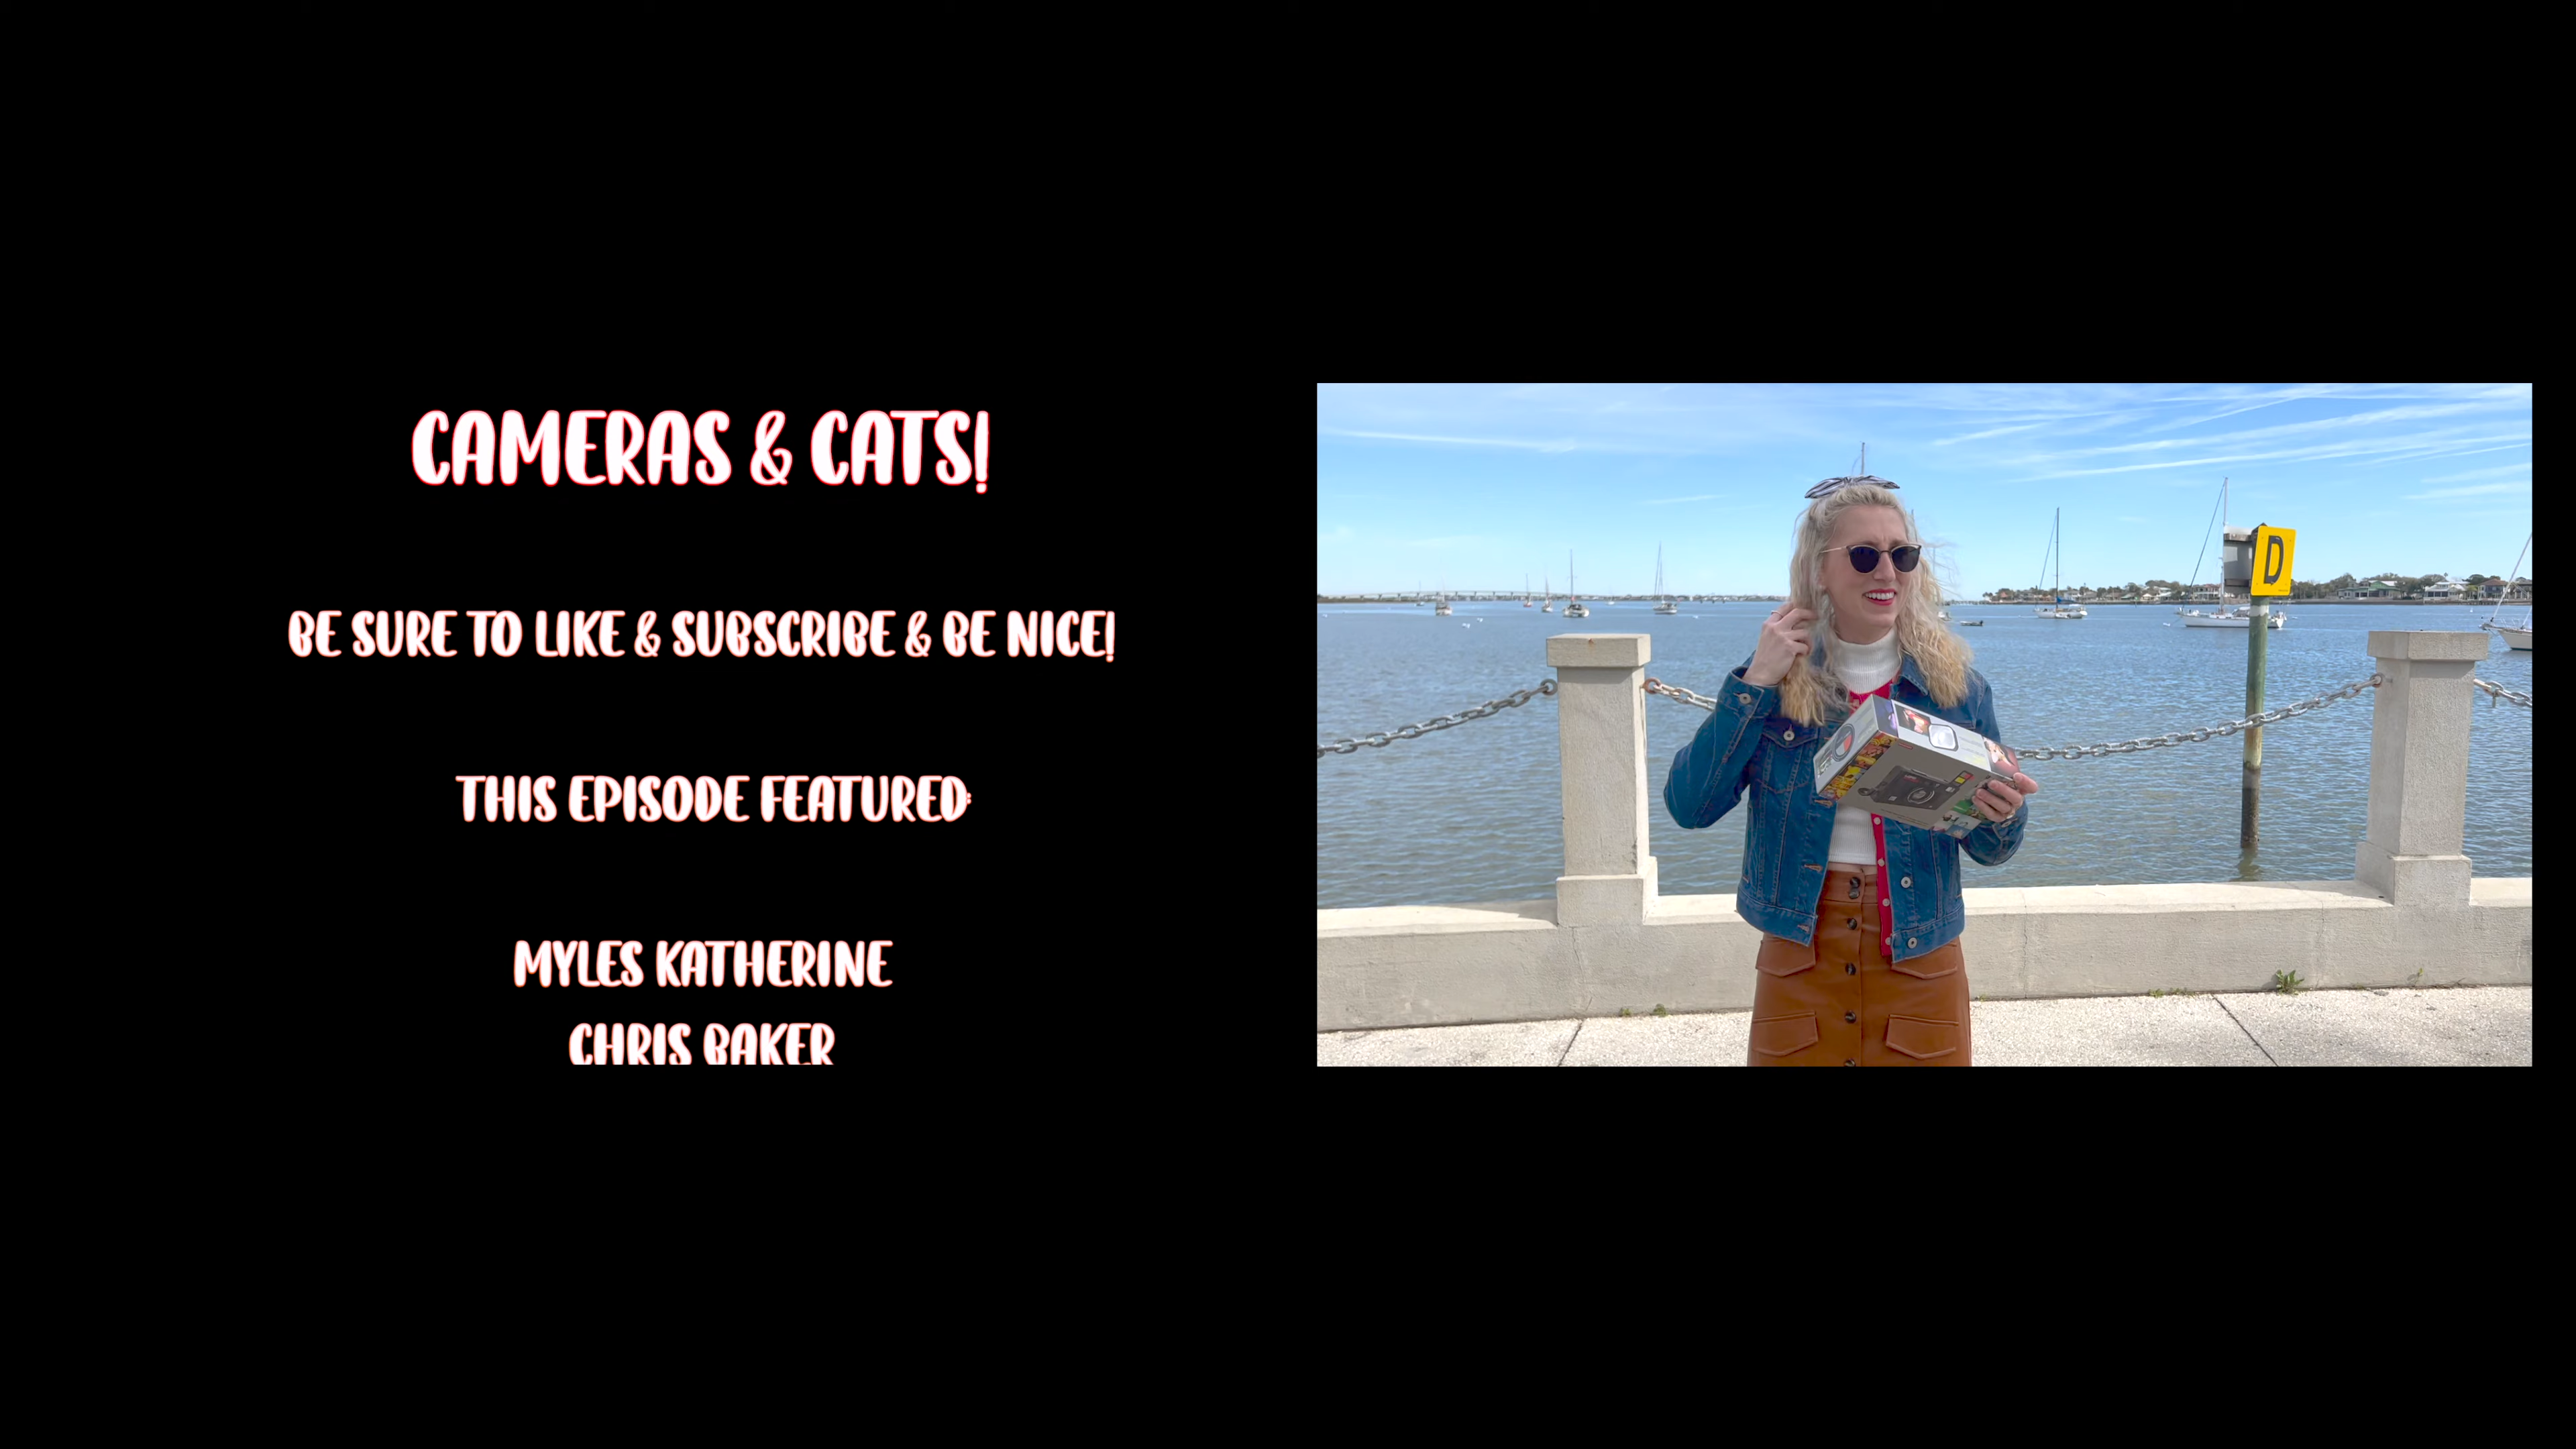 CAMERAS & CATS!
BE SURE TO LIKE & SUBSCRIBE & BE NICE!
THIS EPISODE FEATURED:
MYLES KATHERINE
CHRIS BAKER
D